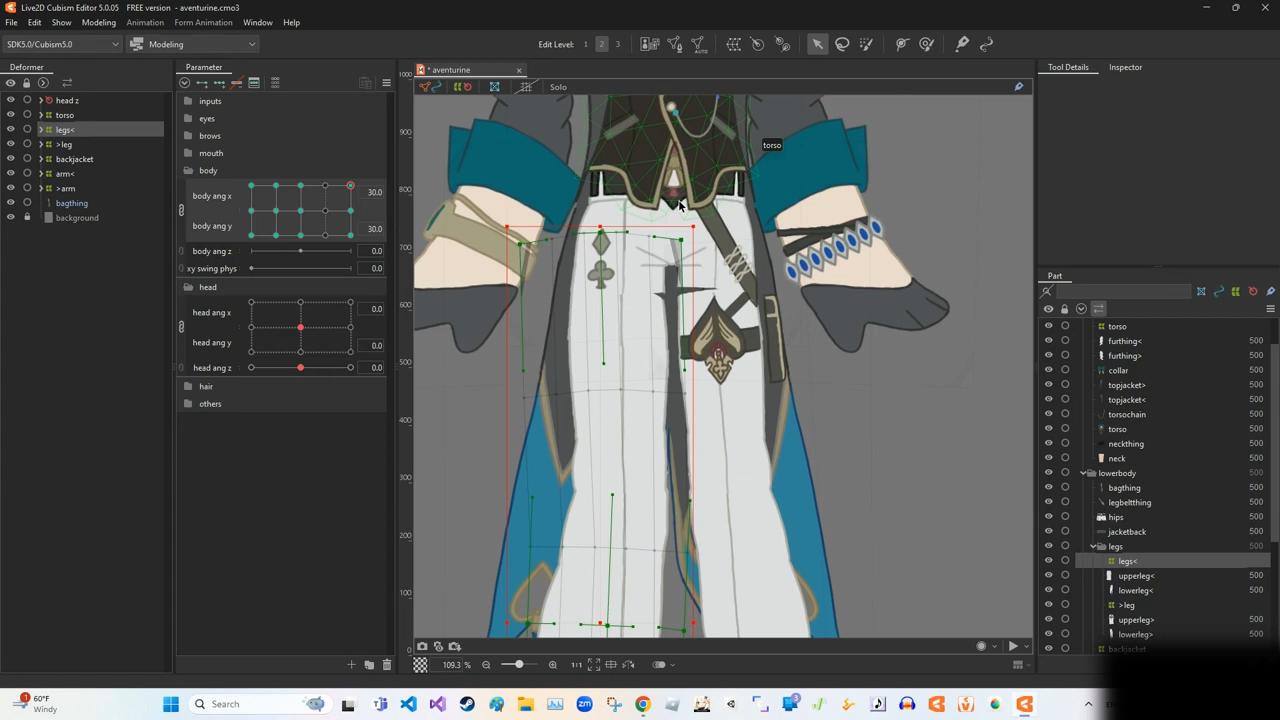 Live2D Cubism Editor 5.0.05    FREE version - aventurine.cmo3
File Edit Show Modeling Animation Form Animation Window Help
SDK5.0/Cubism5.0 Modeling Edit Level: 1 2 3
Deformer
head z
torso
legs<
>leg
backjacket
arm<
>arm
bagthing
background
Parameter
inputs
eyes
brows
mouth
body
body ang x 30.0
body ang y 30.0
body ang z 0.0
xy swing phys 0.0
head
head ang x 0.0
head ang y 0.0
head ang z 0.0
hair
others
* aventurine
Solo
1000
900
800
700
600
500
400
300
200
100
0
torso
109.3 % 1:1
Tool Details Inspector
Part
torso
furthing< 500
furthing> 500
collar 500
topjacket> 500
topjacket< 500
torsochain 500
torso 500
neckthing 500
neck 500
lowerbody 500
bagthing 500
legbeltthing 500
hips 500
jacketback 500
legs 500
legs<
upperleg< 500
lowerleg< 500
>leg
upperleg> 500
lowerleg> 500
backjacket 500
1
60°F
Windy
Search
3